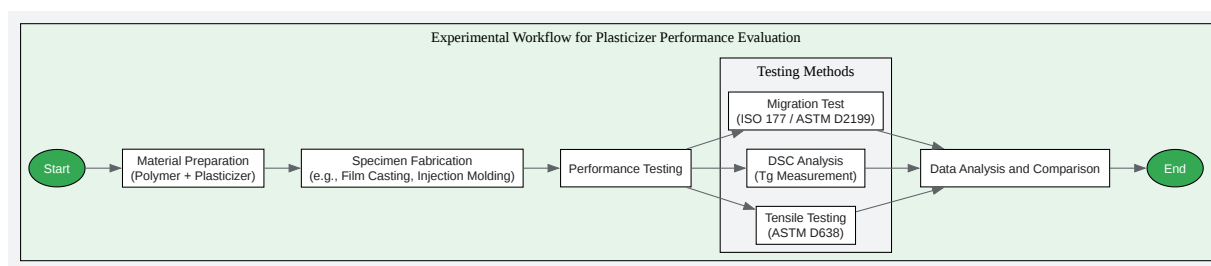 Experimental Workflow for Plasticizer Performance Evaluation
Testing Methods
Start
Material Preparation
(Polymer + Plasticizer)
Specimen Fabrication
(e.g., Film Casting, Injection Molding)
Performance Testing
Migration Test
(ISO 177 / ASTM D2199)
DSC Analysis
(Tg Measurement)
Tensile Testing
(ASTM D638)
Data Analysis and Comparison
End